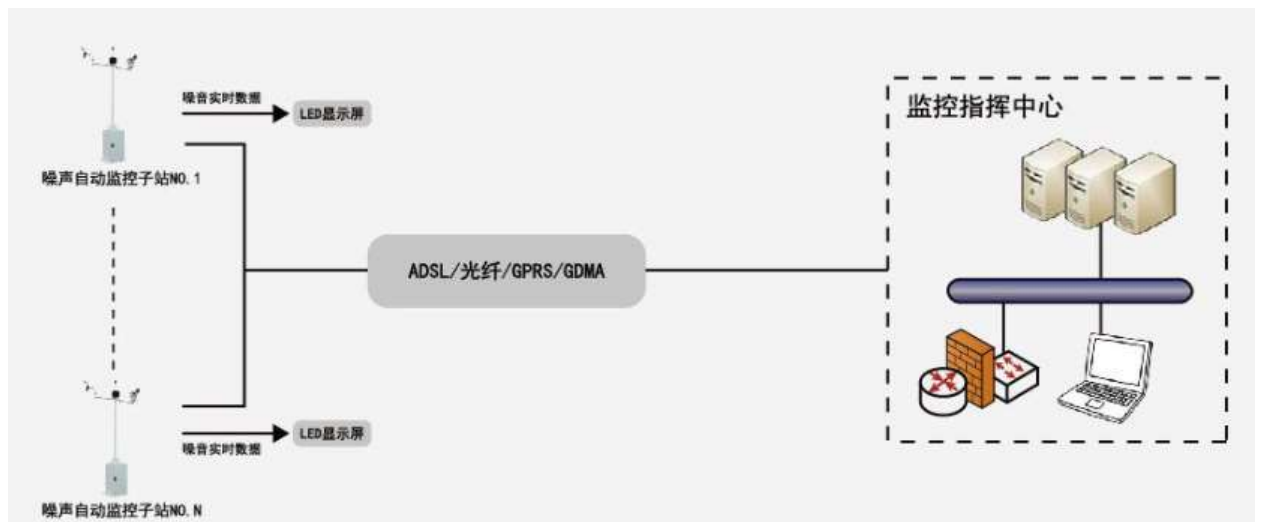 噪音实时数据
LED显示屏
噪声自动监控子站NO.1
监控指挥中心
ADSL/光纤/GPRS/GDMA
LED显示屏
噪音实时数据
噪声自动监控子站NO.N